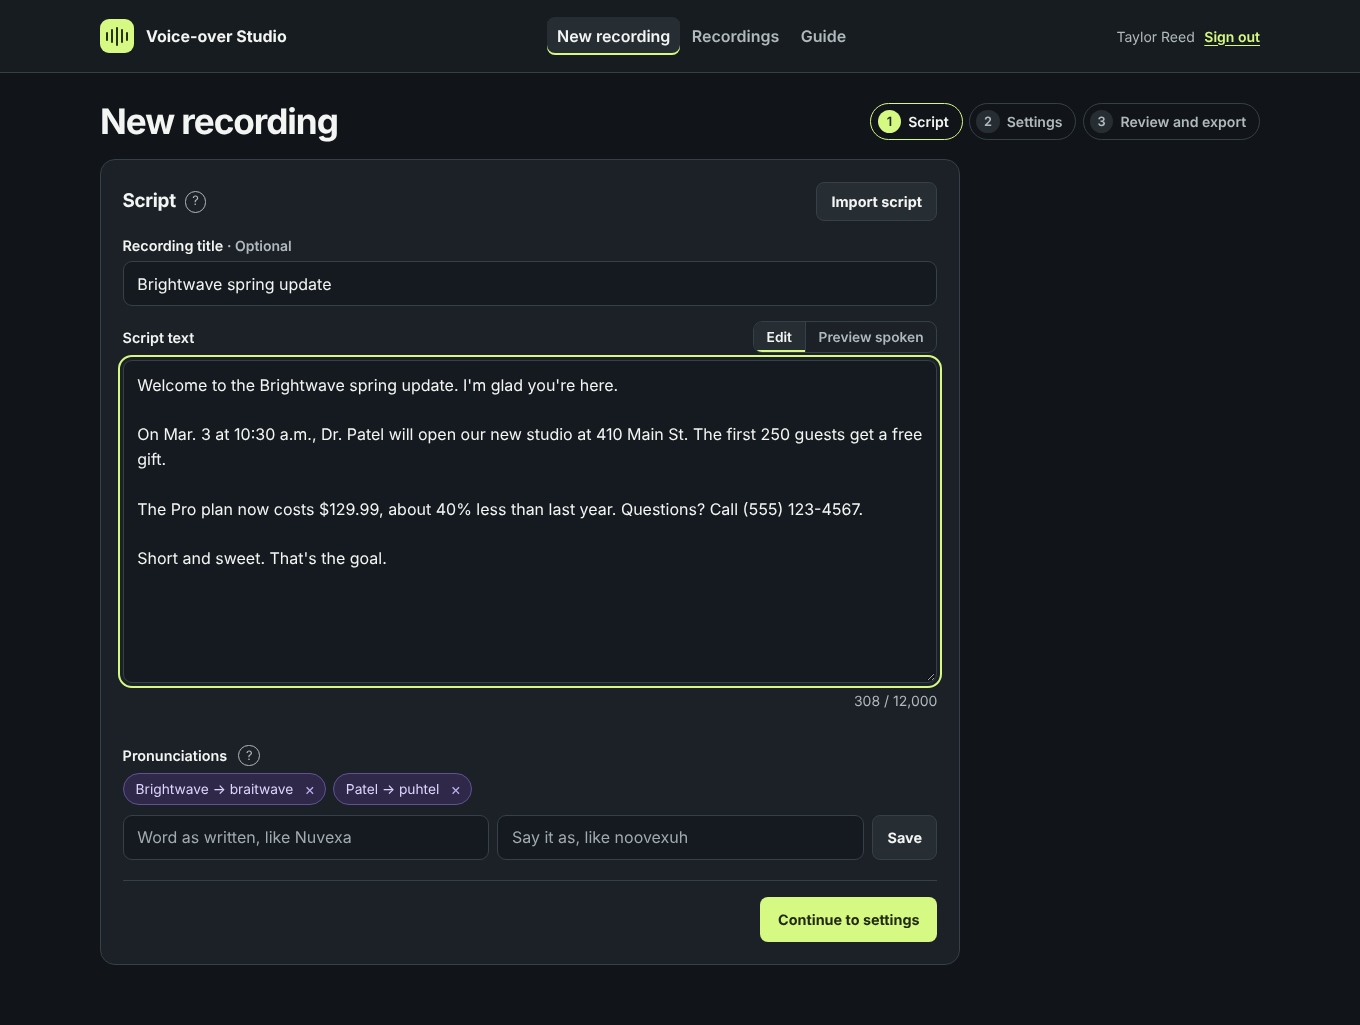 Voice-over Studio
New recording
Recordings
Guide
Taylor Reed Sign out
New recording
1 Script
2 Settings
3 Review and export
Script ?
Import script
Recording title · Optional
Brightwave spring update
Script text
Edit
Preview spoken
Welcome to the Brightwave spring update. I'm glad you're here.
On Mar. 3 at 10:30 a.m., Dr. Patel will open our new studio at 410 Main St. The first 250 guests get a free
gift.
The Pro plan now costs $129.99, about 40% less than last year. Questions? Call (555) 123-4567.
Short and sweet. That's the goal.
308 / 12,000
Pronunciations ?
Brightwave → braitwave ×
Patel → puhtel ×
Word as written, like Nuvexa
Say it as, like noovexuh
Save
Continue to settings